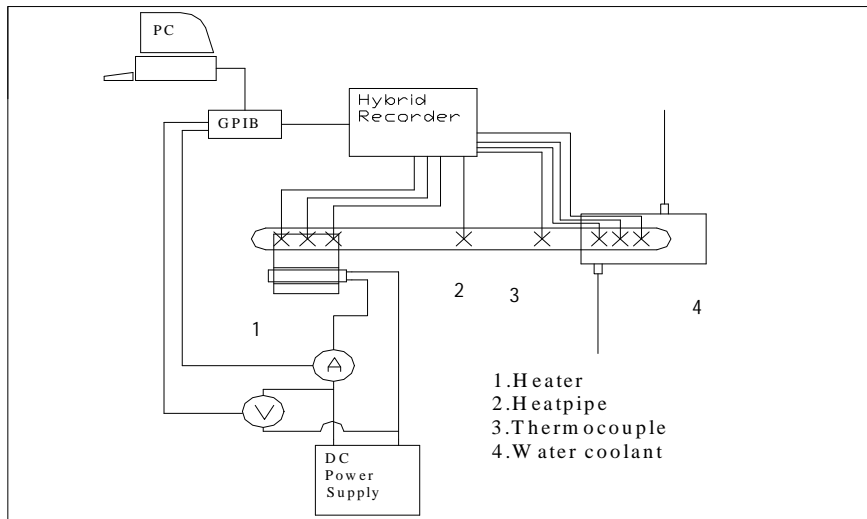 PC
GPIB
Hybrid
Recorder
2
3
4
1
A
V
1.Heater
2.Heatpipe
3.Thermocouple
4.Water coolant
DC
Power
Supply